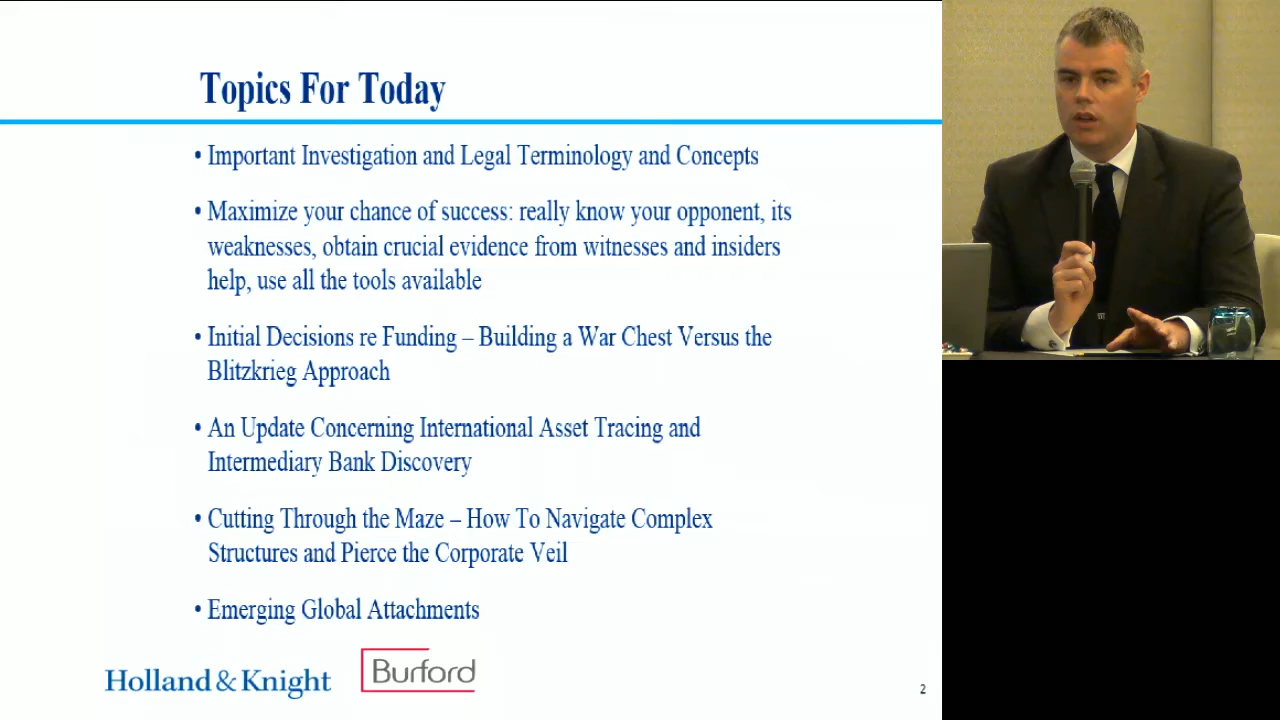 Topics For Today
• Important Investigation and Legal Terminology and Concepts
• Maximize your chance of success: really know your opponent, its
weaknesses, obtain crucial evidence from witnesses and insiders
help, use all the tools available
• Initial Decisions re Funding – Building a War Chest Versus the
Blitzkrieg Approach
• An Update Concerning International Asset Tracing and
Intermediary Bank Discovery
• Cutting Through the Maze – How To Navigate Complex
Structures and Pierce the Corporate Veil
• Emerging Global Attachments
Holland & Knight
Burford
2